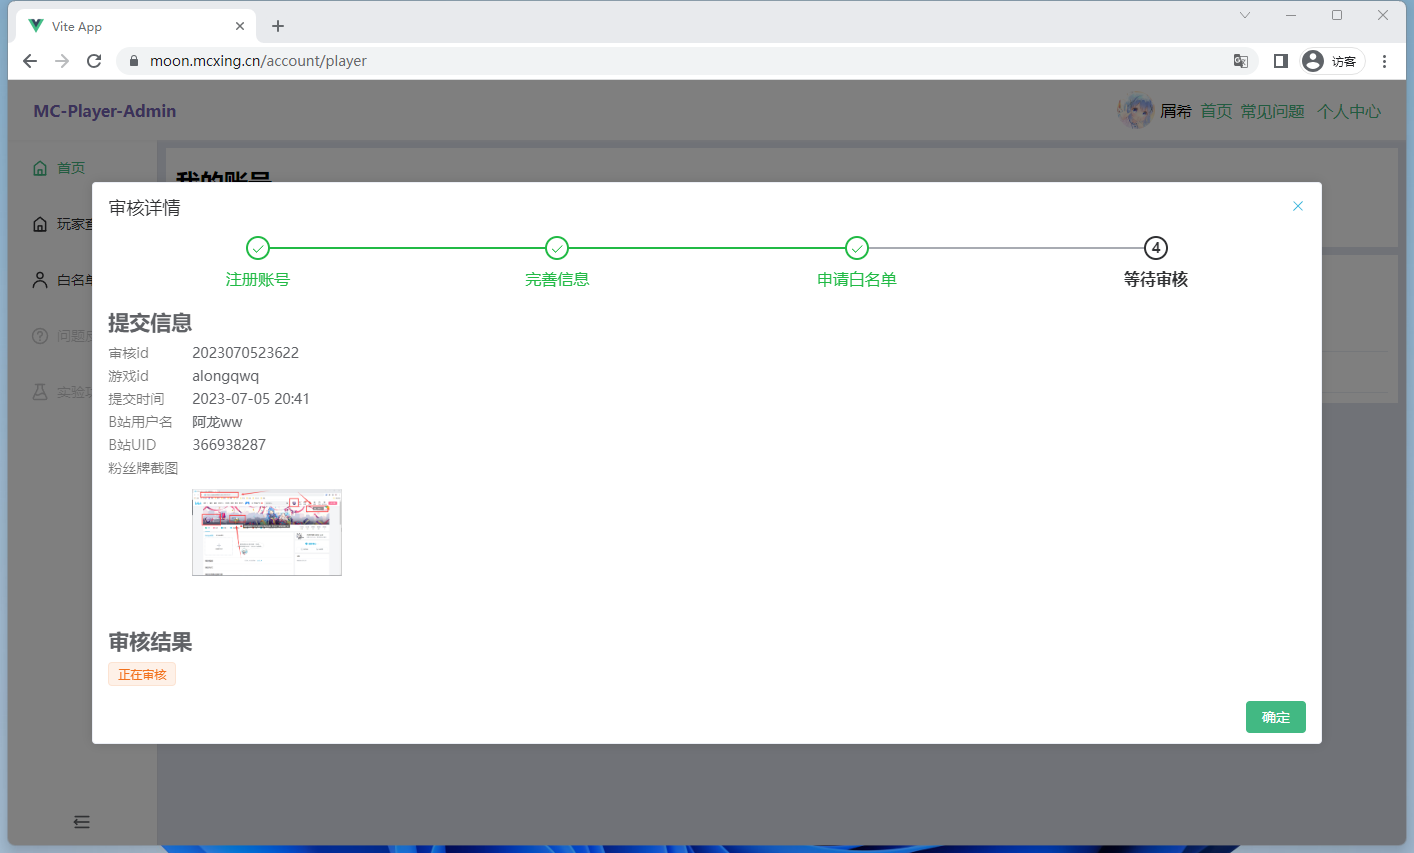 Vite App
moon.mcxing.cn/account/player
访客
MC-Player-Admin
屑希 首页 常见问题 个人中心
首页
玩家
白名单
问题
实验
我的账号
审核详情
4
注册账号 完善信息 申请白名单 等待审核
提交信息
审核id 2023070523622
游戏id alongqwq
提交时间 2023-07-05 20:41
B站用户名 阿龙ww
B站UID 366938287
粉丝牌截图
审核结果
正在审核
确定